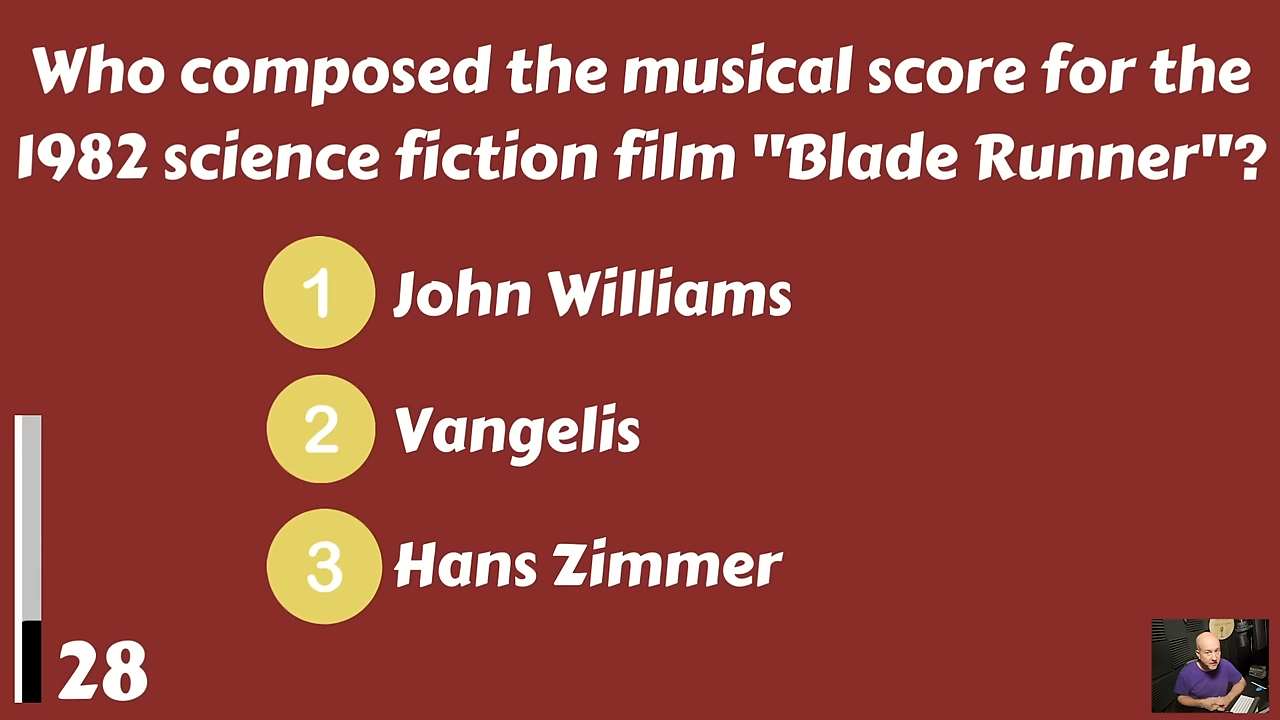 Who composed the musical score for the
1982 science fiction film "Blade Runner"?
1 John Williams
2 Vangelis
3 Hans Zimmer
28